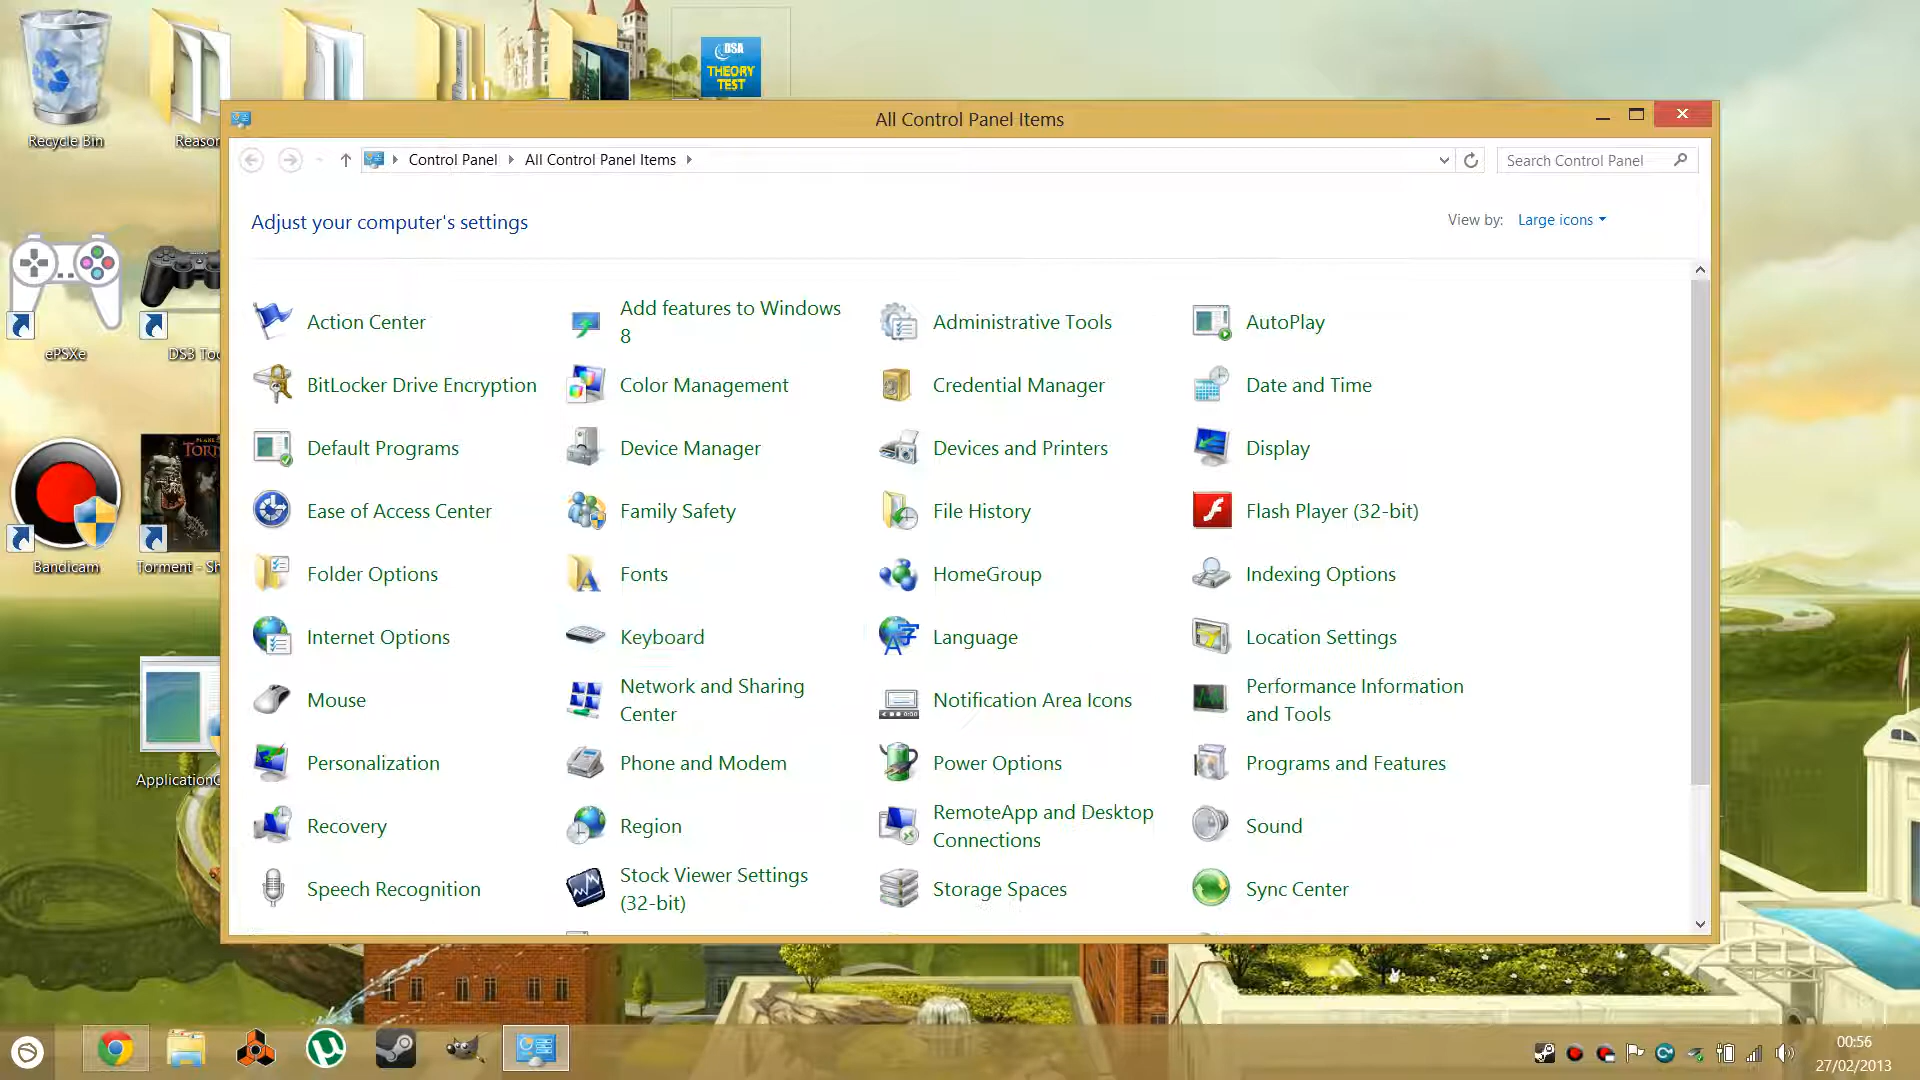 DSA
THEORY
TEST
Recycle Bin
Reason
All Control Panel Items
Control Panel
All Control Panel Items
Search Control Panel
Adjust your computer's settings
View by:
Large icons
Action Center
Add features to Windows
8
Administrative Tools
AutoPlay
ePSXe
DS3 Too
BitLocker Drive Encryption
Color Management
Credential Manager
Date and Time
Default Programs
Device Manager
Devices and Printers
Display
Ease of Access Center
Family Safety
File History
Flash Player (32-bit)
Bandicam
Torment - Sh
Folder Options
Fonts
HomeGroup
Indexing Options
Internet Options
Keyboard
Language
Location Settings
Mouse
Network and Sharing
Center
Notification Area Icons
Performance Information
and Tools
Personalization
Phone and Modem
Power Options
Programs and Features
Recovery
Region
RemoteApp and Desktop
Connections
Sound
Speech Recognition
Stock Viewer Settings
(32-bit)
Storage Spaces
Sync Center
00:56
27/02/2013